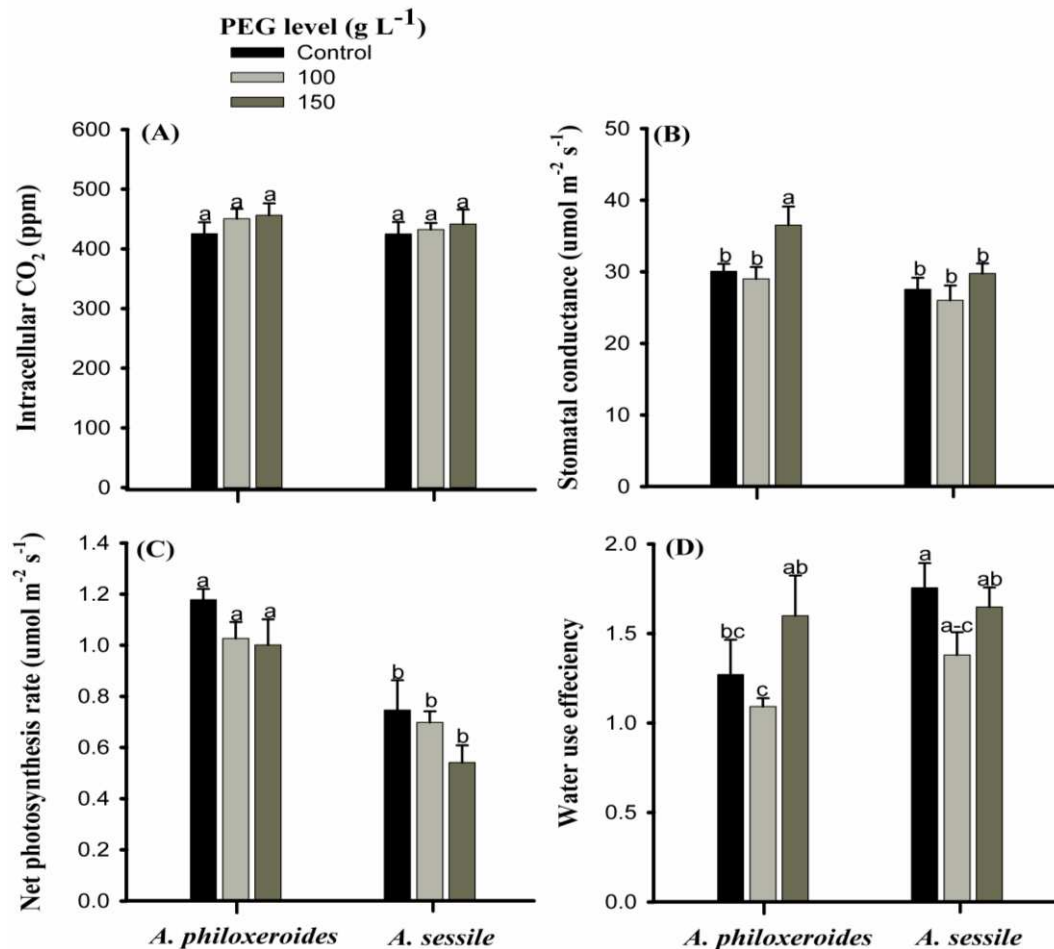 PEG level (g L⁻¹)
Control
100
150
(A)
Intracellular CO₂ (ppm)
600
500
400
300
200
100
0
a a a a a a
(B)
Stomatal conductance (umol m⁻² s⁻¹)
50
40
30
20
10
0
b b a b b b
(C)
Net photosynthesis rate (umol m⁻² s⁻¹)
1.4
1.2
1.0
0.8
0.6
0.4
0.2
0.0
a a a b b b
A. philoxeroides A. sessile
(D)
Water use effeciency
2.0
1.5
1.0
0.5
0.0
bc c ab a a-c ab
A. philoxeroides A. sessile